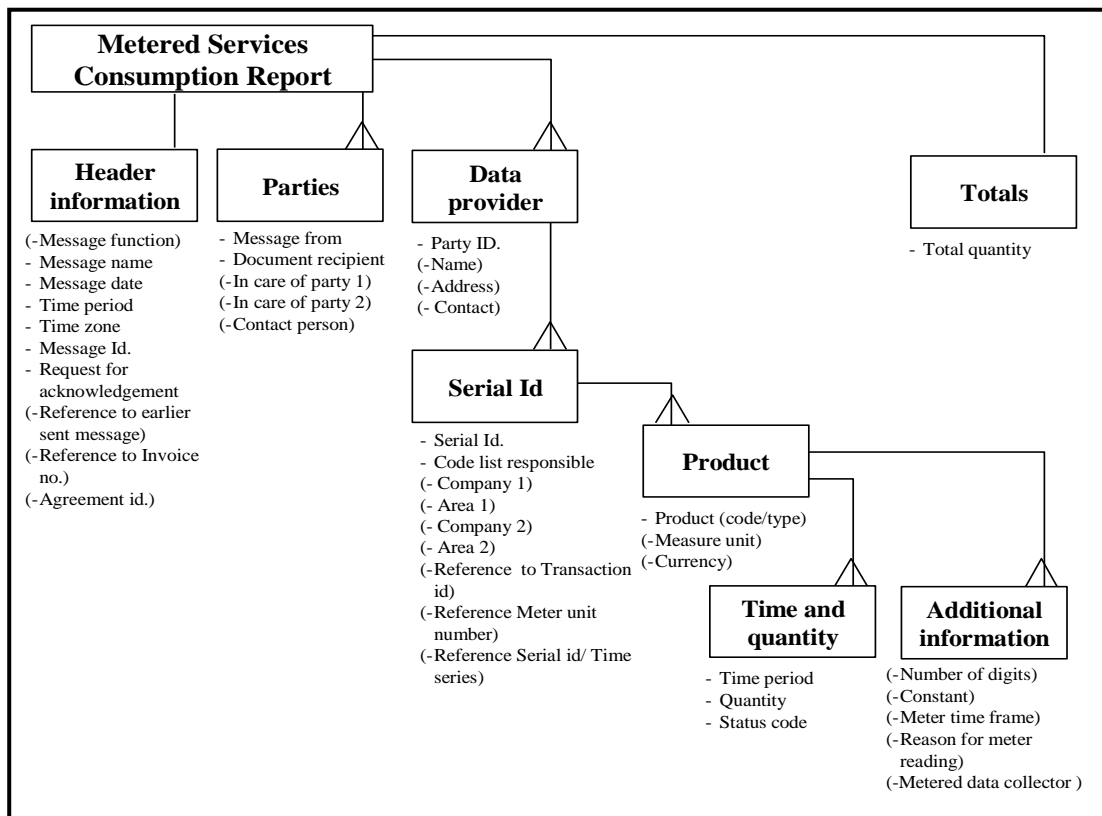 Metered Services
Consumption Report
Header
information
(-Message function)
- Message name
- Message date
- Time period
- Time zone
- Message Id.
- Request for
acknowledgement
(-Reference to earlier
sent message)
(-Reference to Invoice
no.)
(-Agreement id.)
Parties
- Message from
- Document recipient
(-In care of party 1)
(-In care of party 2)
(-Contact person)
Data
provider
- Party ID.
(-Name)
(-Address)
(- Contact)
Totals
- Total quantity
Serial Id
- Serial Id.
- Code list responsible
(- Company 1)
(- Area 1)
(- Company 2)
(- Area 2)
(-Reference to Transaction
id)
(-Reference Meter unit
number)
(-Reference Serial id/ Time
series)
Product
- Product (code/type)
(-Measure unit)
(-Currency)
Time and
quantity
- Time period
- Quantity
- Status code
Additional
information
(-Number of digits)
(-Constant)
(-Meter time frame)
(-Reason for meter
reading)
(-Metered data collector )